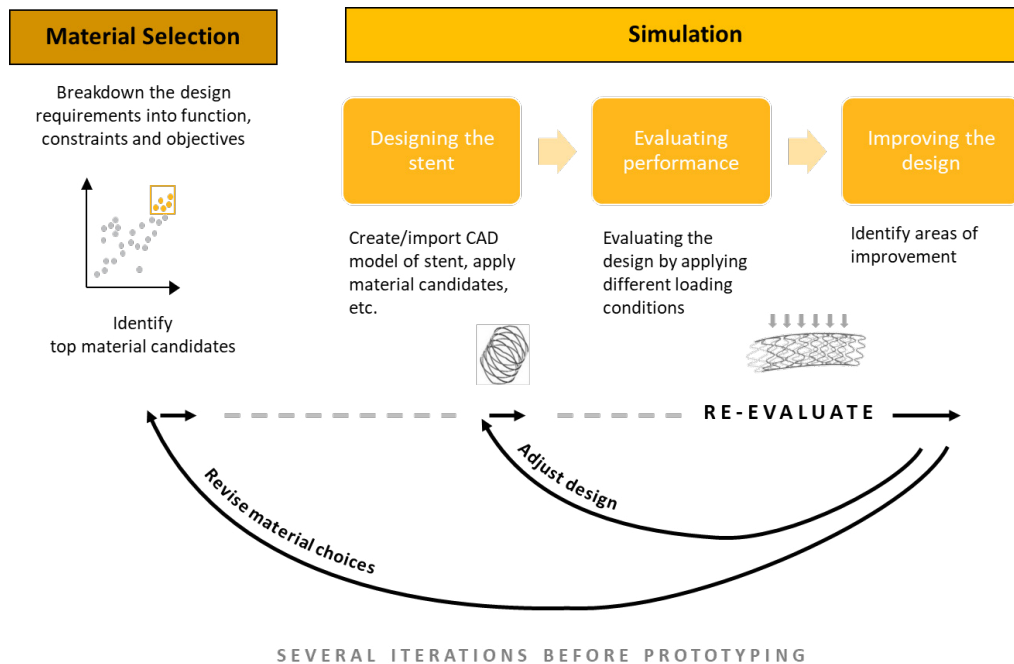 Material Selection
Simulation
Breakdown the design
requirements into function,
constraints and objectives
Identify
top material candidates
Designing the
stent
Evaluating
performance
Improving the
design
Create/import CAD
model of stent, apply
material candidates,
etc.
Evaluating the
design by applying
different loading
conditions
Identify areas of
improvement
RE-EVALUATE
Adjust design
Revise material choices
SEVERAL ITERATIONS BEFORE PROTOTYPING